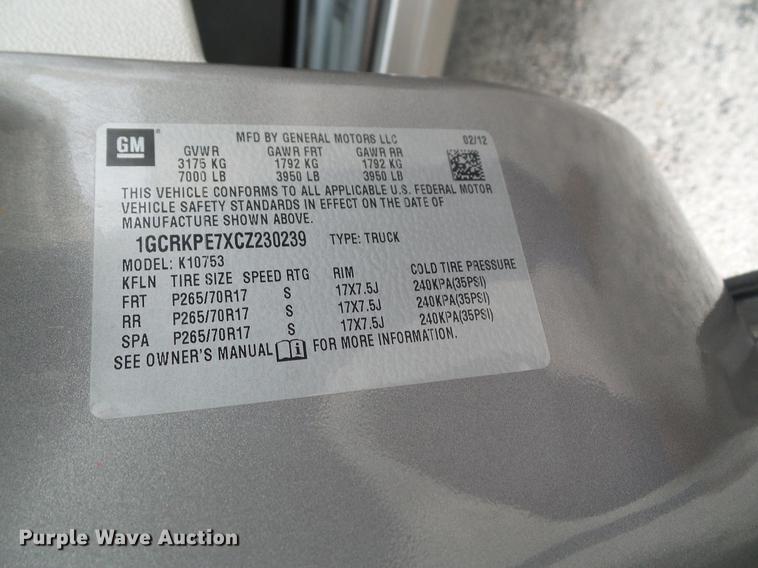 GM
MFD BY GENERAL MOTORS LLC 02/12
GVWR GAWR FRT GAWR RR
3175 KG 1792 KG 1792 KG
7000 LB 3950 LB 3950 LB
THIS VEHICLE CONFORMS TO ALL APPLICABLE U.S. FEDERAL MOTOR
VEHICLE SAFETY STANDARDS IN EFFECT ON THE DATE OF
MANUFACTURE SHOWN ABOVE.
1GCRKPE7XCZ230239 TYPE: TRUCK
MODEL: K10753
KFLN TIRE SIZE SPEED RTG RIM COLD TIRE PRESSURE
FRT P265/70R17 S 17X7.5J 240KPA(35PSI)
RR P265/70R17 S 17X7.5J 240KPA(35PSI)
SPA P265/70R17 S 17X7.5J 240KPA(35PSI)
SEE OWNER'S MANUAL FOR MORE INFORMATION.
Purple Wave Auction